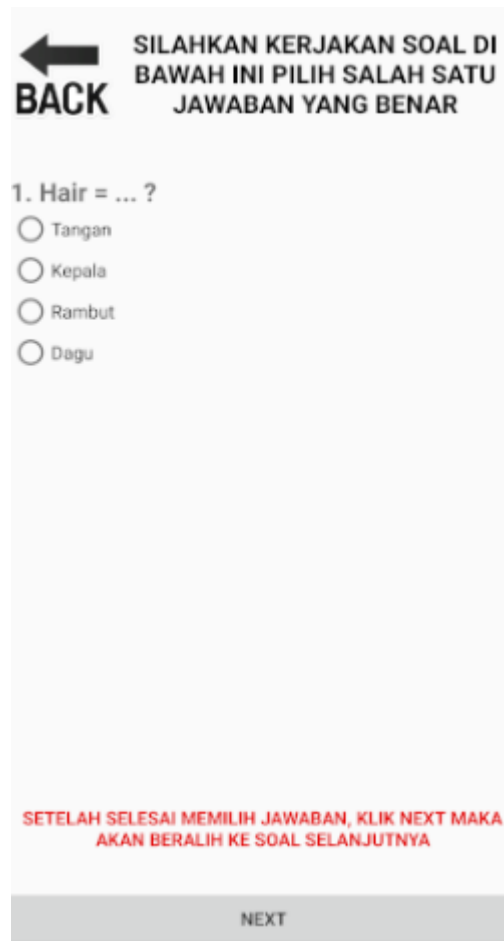 BACK
SILAHKAN KERJAKAN SOAL DI
BAWAH INI PILIH SALAH SATU
JAWABAN YANG BENAR
1. Hair = ... ?
Tangan
Kepala
Rambut
Dagu
SETELAH SELESAI MEMILIH JAWABAN, KLIK NEXT MAKA
AKAN BERALIH KE SOAL SELANJUTNYA
NEXT